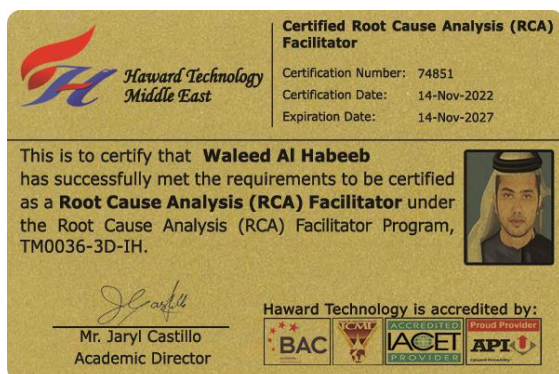 Haward Technology
Middle East
Certified Root Cause Analysis (RCA)
Facilitator
Certification Number: 74851
Certification Date: 14-Nov-2022
Expiration Date: 14-Nov-2027
This is to certify that Waleed Al Habeeb
has successfully met the requirements to be certified
as a Root Cause Analysis (RCA) Facilitator under
the Root Cause Analysis (RCA) Facilitator Program,
TM0036-3D-IH.
Mr. Jaryl Castillo
Academic Director
Haward Technology is accredited by:
BAC
ICML
ACCREDITED
IACET
PROVIDER
Proud Provider
API